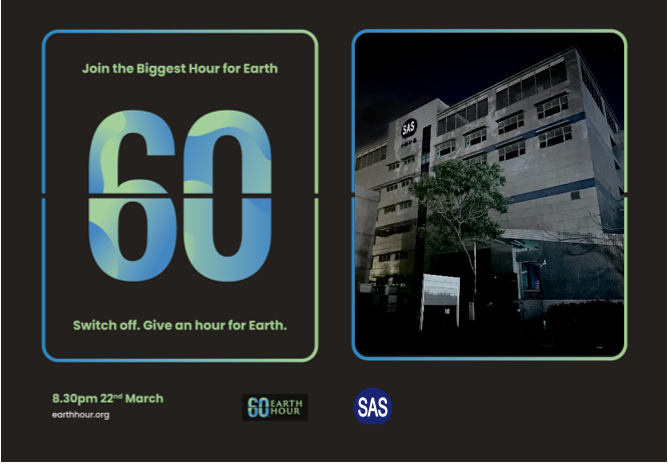 Join the Biggest Hour for Earth
60
Switch off. Give an hour for Earth.
8.30pm 22nd March
earthhour.org
60 EARTH
HOUR
SAS
SAS